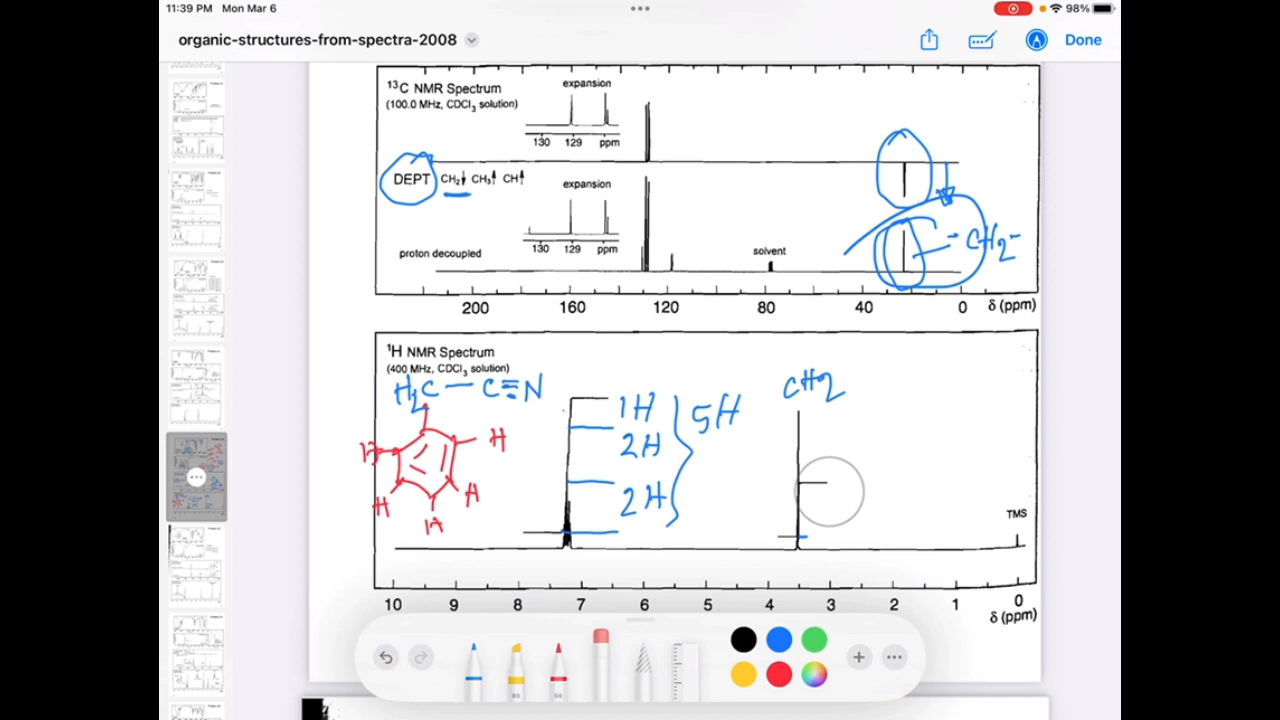 11:39 PM Mon Mar 6
98%
organic-structures-from-spectra-2008
Done
¹³C NMR Spectrum
(100.0 MHz, CDCl₃ solution)
expansion
130 129 ppm
DEPT CH₂↓ CH₃↑ CH↑
expansion
130 129 ppm
proton decoupled
solvent
-CH₂-
200 160 120 80 40 0 δ (ppm)
¹H NMR Spectrum
(400 MHz, CDCl₃ solution)
H₂C — C≡N
CH2
1H
2H
2H
5H
H
H
H
H
H
TMS
10 9 8 7 6 5 4 3 2 1 0
δ (ppm)
80
50